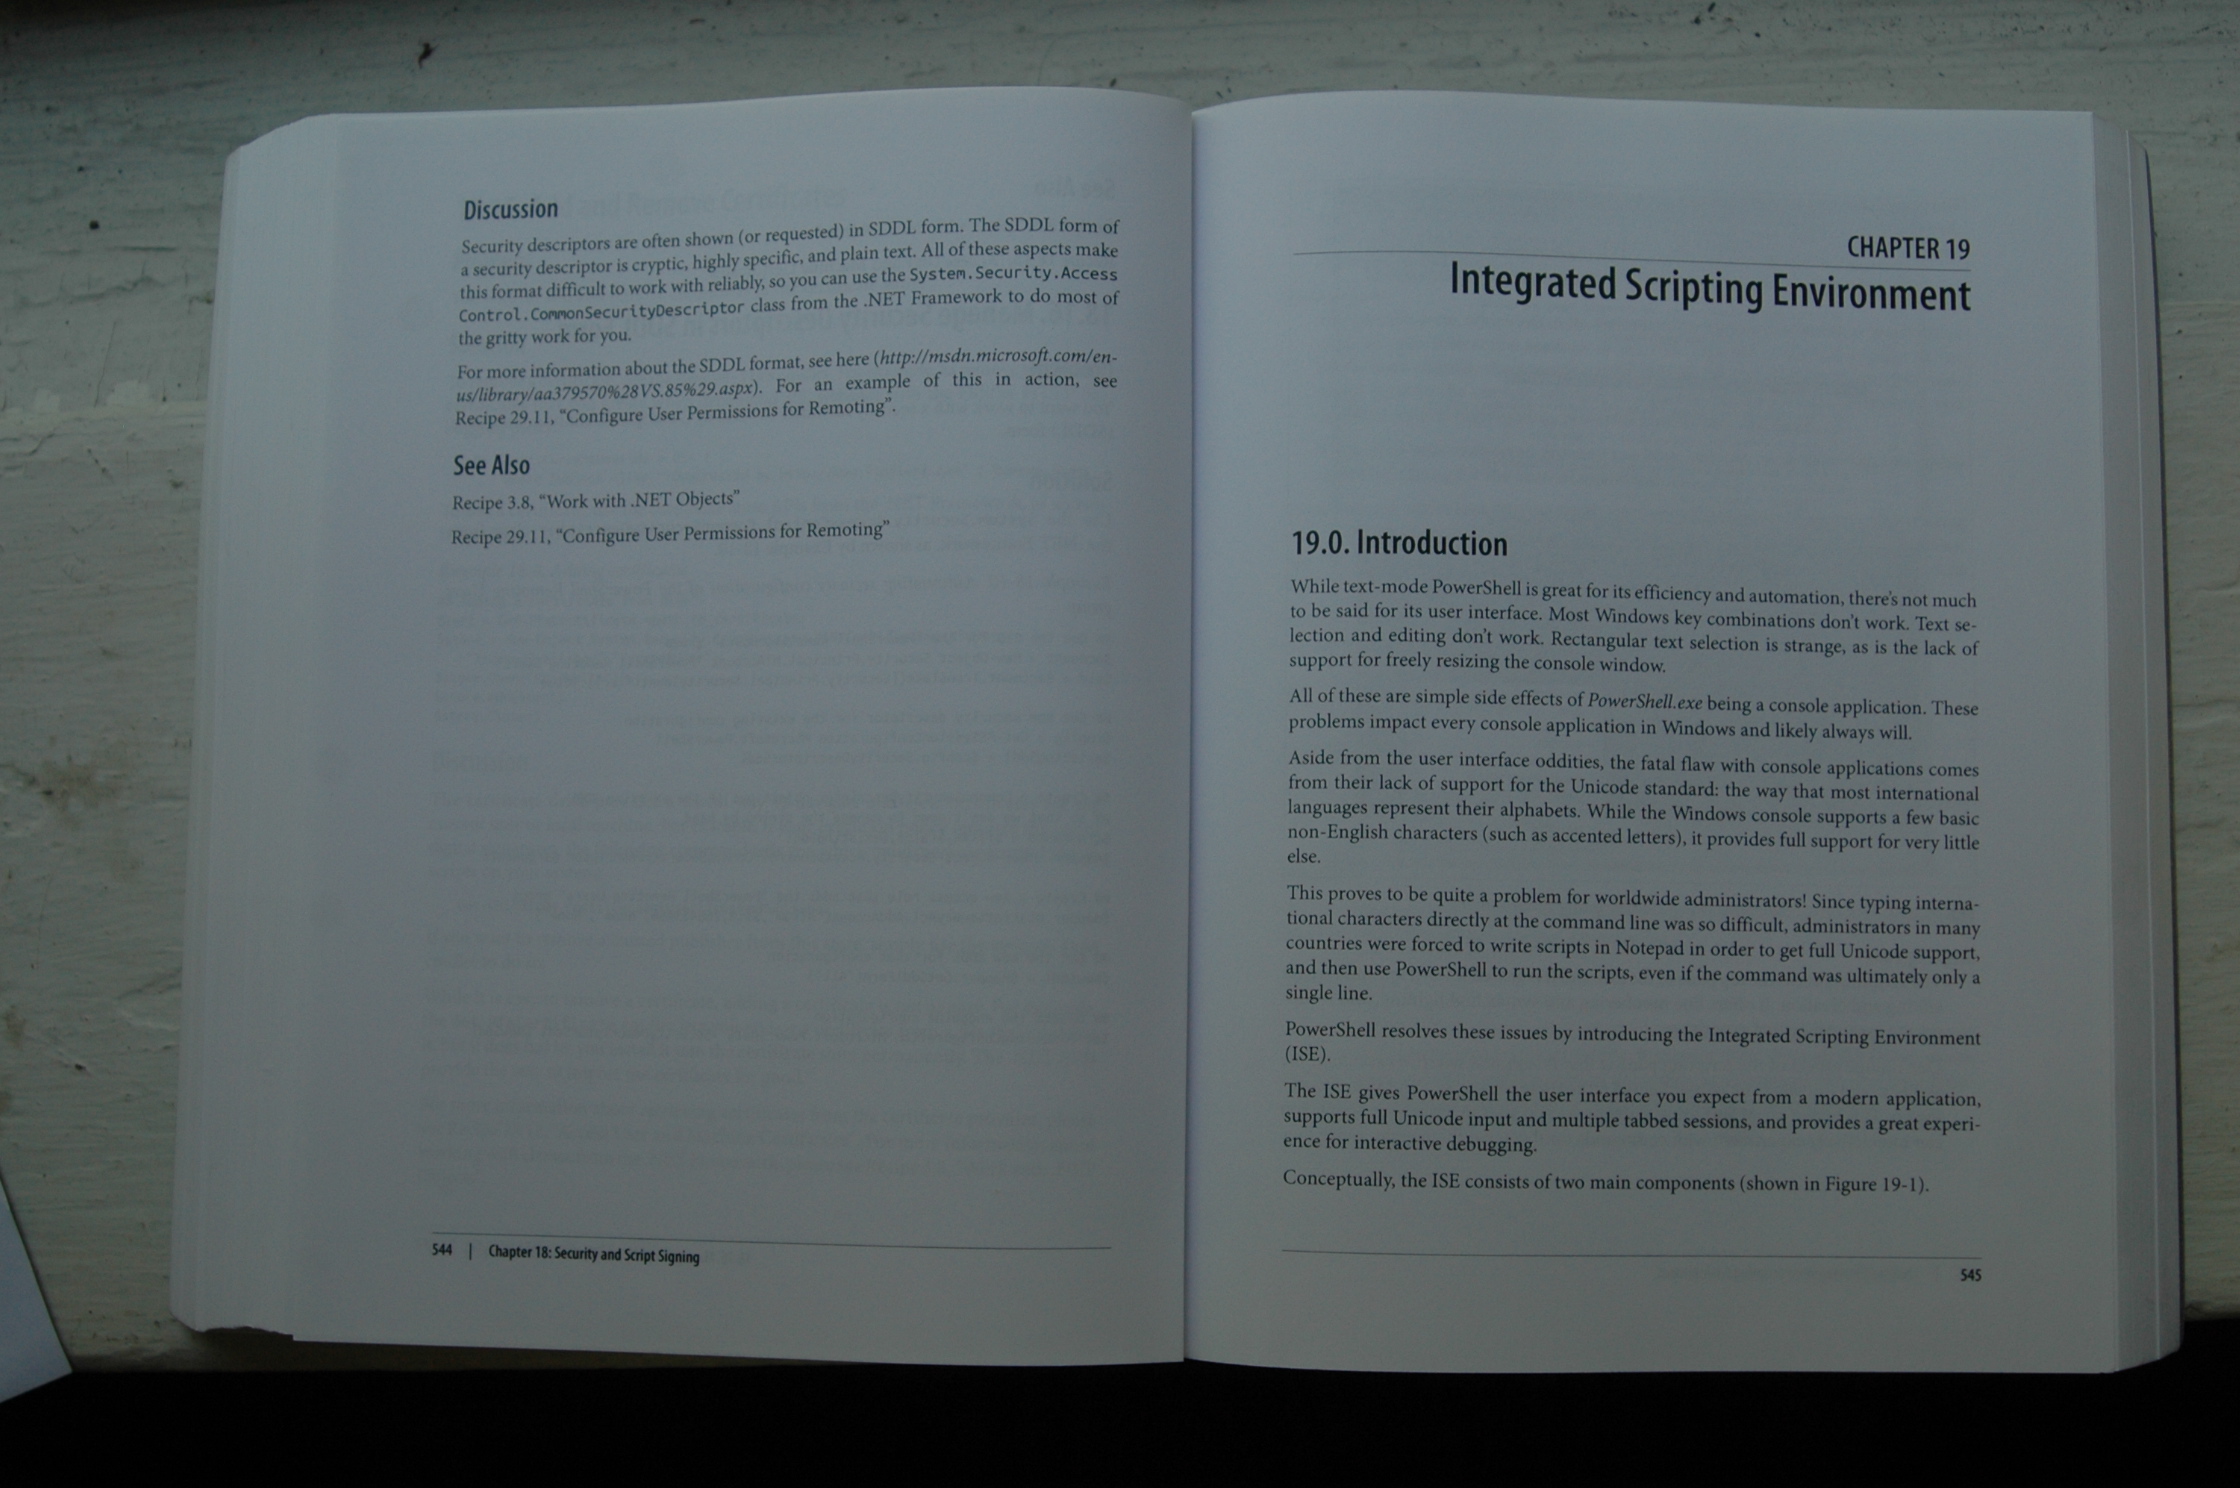 Discussion
Security descriptors are often shown (or requested) in SDDL form. The SDDL form of
a security descriptor is cryptic, highly specific, and plain text. All of these aspects make
this format difficult to work with reliably, so you can use the System.Security.Access
Control.CommonSecurityDescriptor class from the .NET Framework to do most of
the gritty work for you.
For more information about the SDDL format, see here (http://msdn.microsoft.com/en-
us/library/aa379570%28VS.85%29.aspx). For an example of this in action, see
Recipe 29.11, “Configure User Permissions for Remoting”.
See Also
Recipe 3.8, “Work with .NET Objects”
Recipe 29.11, “Configure User Permissions for Remoting”
544 | Chapter 18: Security and Script Signing
CHAPTER 19
Integrated Scripting Environment
19.0. Introduction
While text-mode PowerShell is great for its efficiency and automation, there’s not much
to be said for its user interface. Most Windows key combinations don’t work. Text se-
lection and editing don’t work. Rectangular text selection is strange, as is the lack of
support for freely resizing the console window.
All of these are simple side effects of PowerShell.exe being a console application. These
problems impact every console application in Windows and likely always will.
Aside from the user interface oddities, the fatal flaw with console applications comes
from their lack of support for the Unicode standard: the way that most international
languages represent their alphabets. While the Windows console supports a few basic
non-English characters (such as accented letters), it provides full support for very little
else.
This proves to be quite a problem for worldwide administrators! Since typing interna-
tional characters directly at the command line was so difficult, administrators in many
countries were forced to write scripts in Notepad in order to get full Unicode support,
and then use PowerShell to run the scripts, even if the command was ultimately only a
single line.
PowerShell resolves these issues by introducing the Integrated Scripting Environment
(ISE).
The ISE gives PowerShell the user interface you expect from a modern application,
supports full Unicode input and multiple tabbed sessions, and provides a great experi-
ence for interactive debugging.
Conceptually, the ISE consists of two main components (shown in Figure 19-1).
545